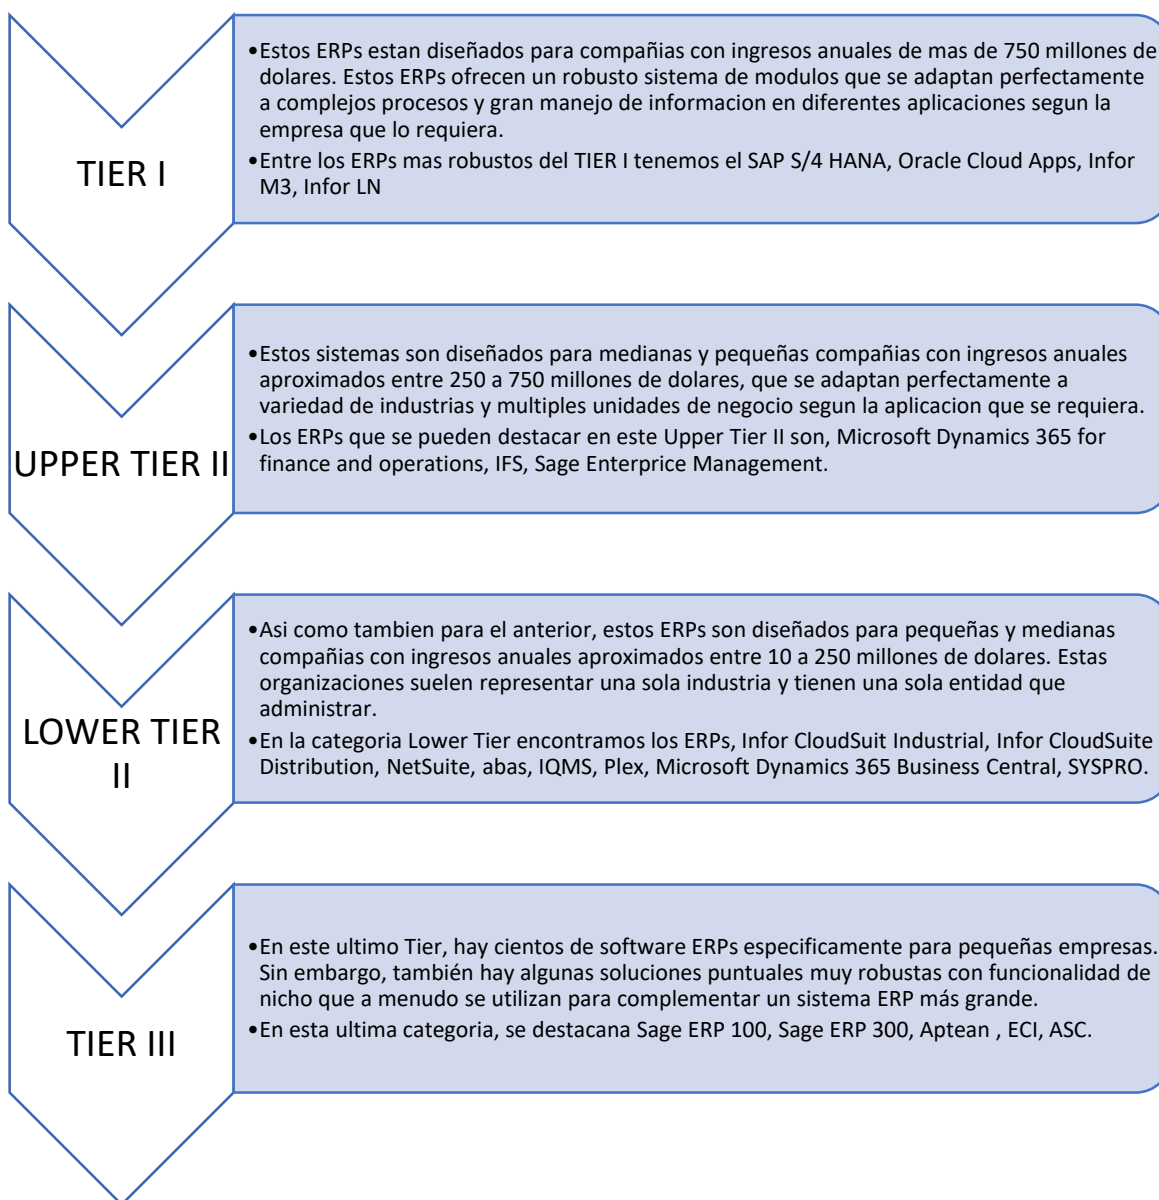 TIER I
•Estos ERPs estan diseñados para compañias con ingresos anuales de mas de 750 millones de
dolares. Estos ERPs ofrecen un robusto sistema de modulos que se adaptan perfectamente
a complejos procesos y gran manejo de informacion en diferentes aplicaciones segun la
empresa que lo requiera.
•Entre los ERPs mas robustos del TIER I tenemos el SAP S/4 HANA, Oracle Cloud Apps, Infor
M3, Infor LN
UPPER TIER II
•Estos sistemas son diseñados para medianas y pequeñas compañias con ingresos anuales
aproximados entre 250 a 750 millones de dolares, que se adaptan perfectamente a
variedad de industrias y multiples unidades de negocio segun la aplicacion que se requiera.
•Los ERPs que se pueden destacar en este Upper Tier II son, Microsoft Dynamics 365 for
finance and operations, IFS, Sage Enterprice Management.
LOWER TIER
II
•Asi como tambien para el anterior, estos ERPs son diseñados para pequeñas y medianas
compañias con ingresos anuales aproximados entre 10 a 250 millones de dolares. Estas
organizaciones suelen representar una sola industria y tienen una sola entidad que
administrar.
•En la categoria Lower Tier encontramos los ERPs, Infor CloudSuit Industrial, Infor CloudSuite
Distribution, NetSuite, abas, IQMS, Plex, Microsoft Dynamics 365 Business Central, SYSPRO.
TIER III
•En este ultimo Tier, hay cientos de software ERPs especificamente para pequeñas empresas.
Sin embargo, también hay algunas soluciones puntuales muy robustas con funcionalidad de
nicho que a menudo se utilizan para complementar un sistema ERP más grande.
•En esta ultima categoria, se destacana Sage ERP 100, Sage ERP 300, Aptean , ECI, ASC.